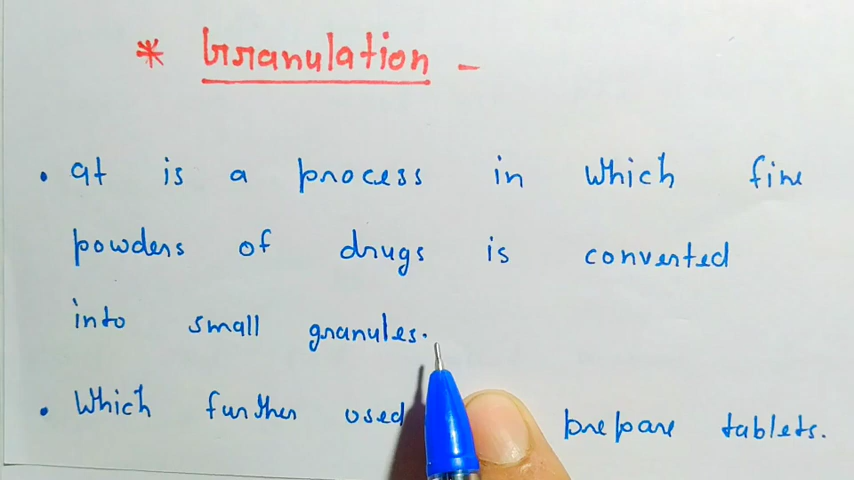 * Granulation -
• It is a process in which fine
powders of drugs is converted
into small granules.
• Which further used prepare tablets.